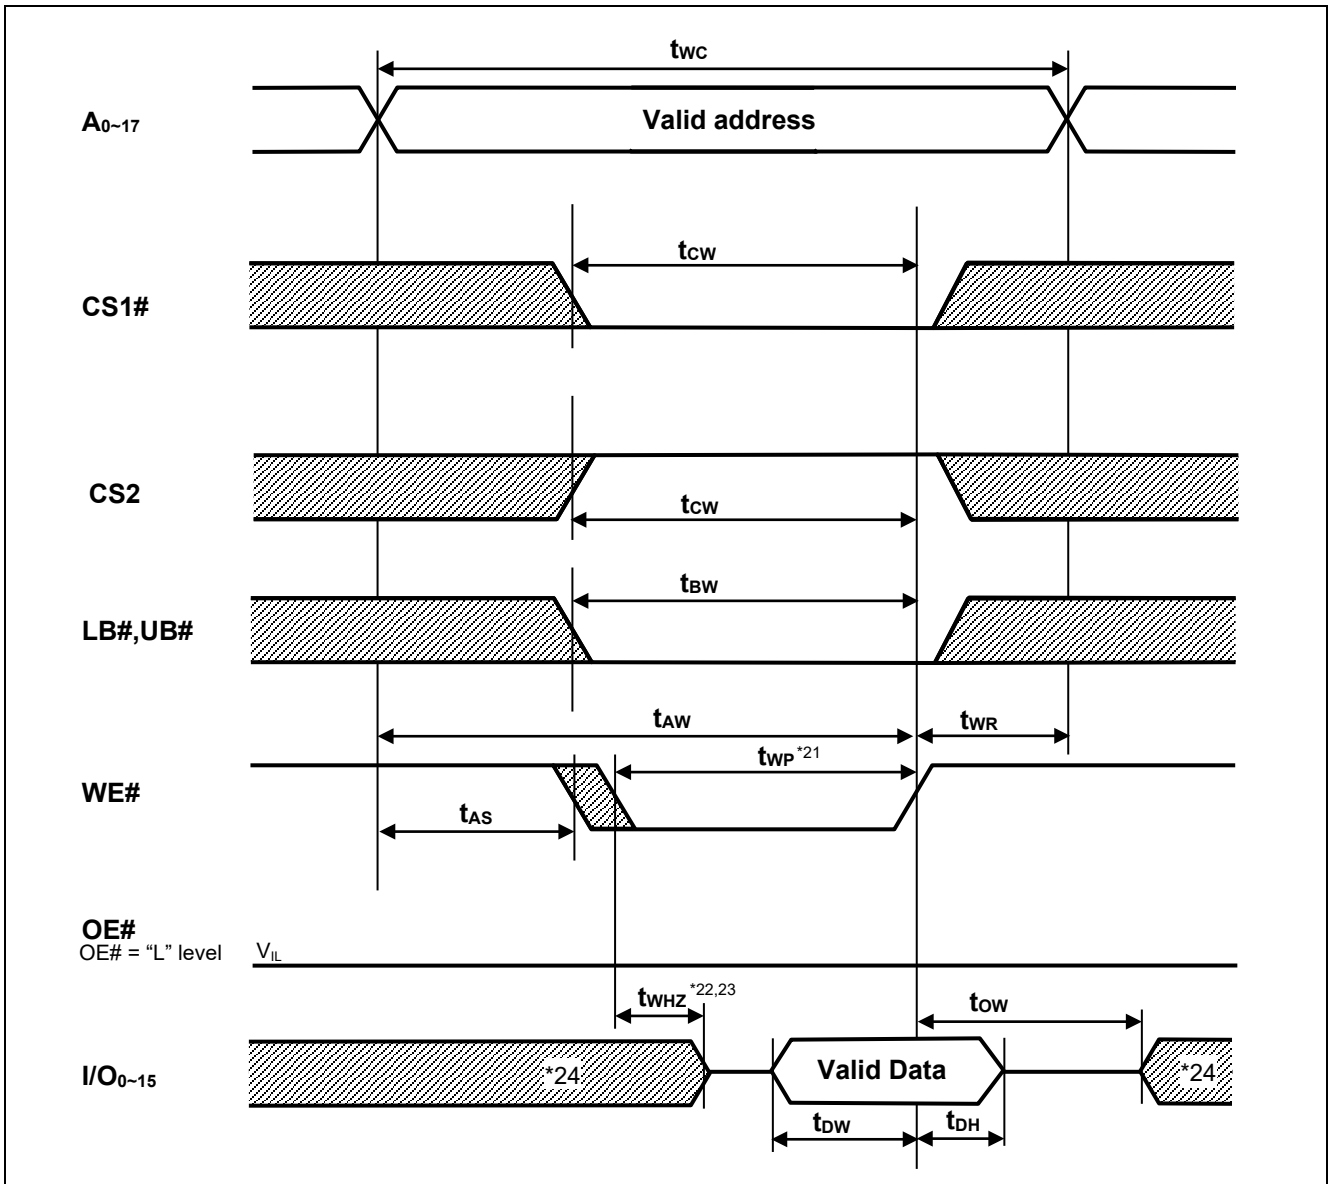 tWC
A0~17
Valid address
tCW
CS1#
CS2
tCW
tBW
LB#,UB#
tAW
tWR
tWP *21
WE#
tAS
OE#
OE# = “L” level
VIL
tWHZ *22,23
tOW
I/O0~15
*24
Valid Data
*24
tDW
tDH